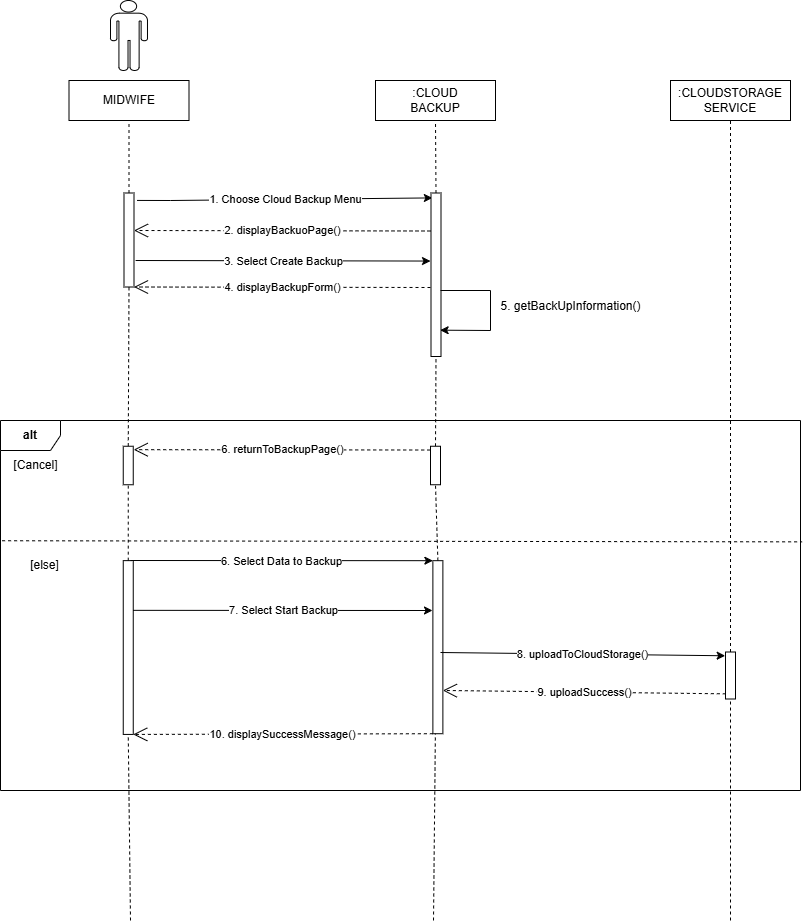 MIDWIFE
:CLOUD
BACKUP
:CLOUDSTORAGE
SERVICE
1. Choose Cloud Backup Menu
2. displayBackuoPage()
3. Select Create Backup
4. displayBackupForm()
5. getBackUpInformation()
alt
[Cancel]
6. returnToBackupPage()
[else]
6. Select Data to Backup
7. Select Start Backup
8. uploadToCloudStorage()
9. uploadSuccess()
10. displaySuccessMessage()